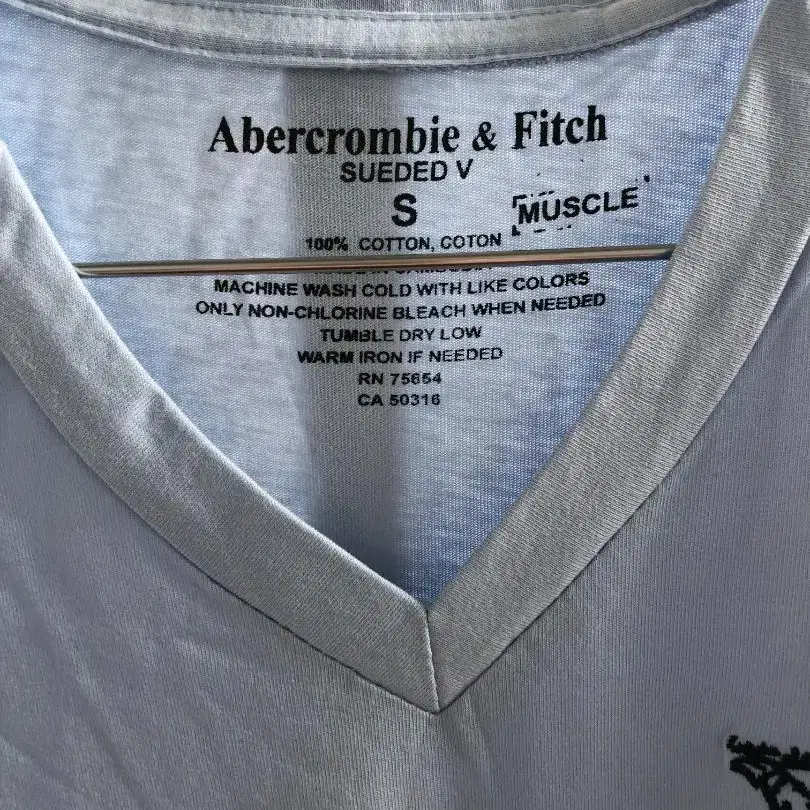 Abercrombie & Fitch
SUEDED V
S
MUSCLE
100% COTTON, COTON
MACHINE WASH COLD WITH LIKE COLORS
ONLY NON-CHLORINE BLEACH WHEN NEEDED
TUMBLE DRY LOW
WARM IRON IF NEEDED
RN 75654
CA 50316